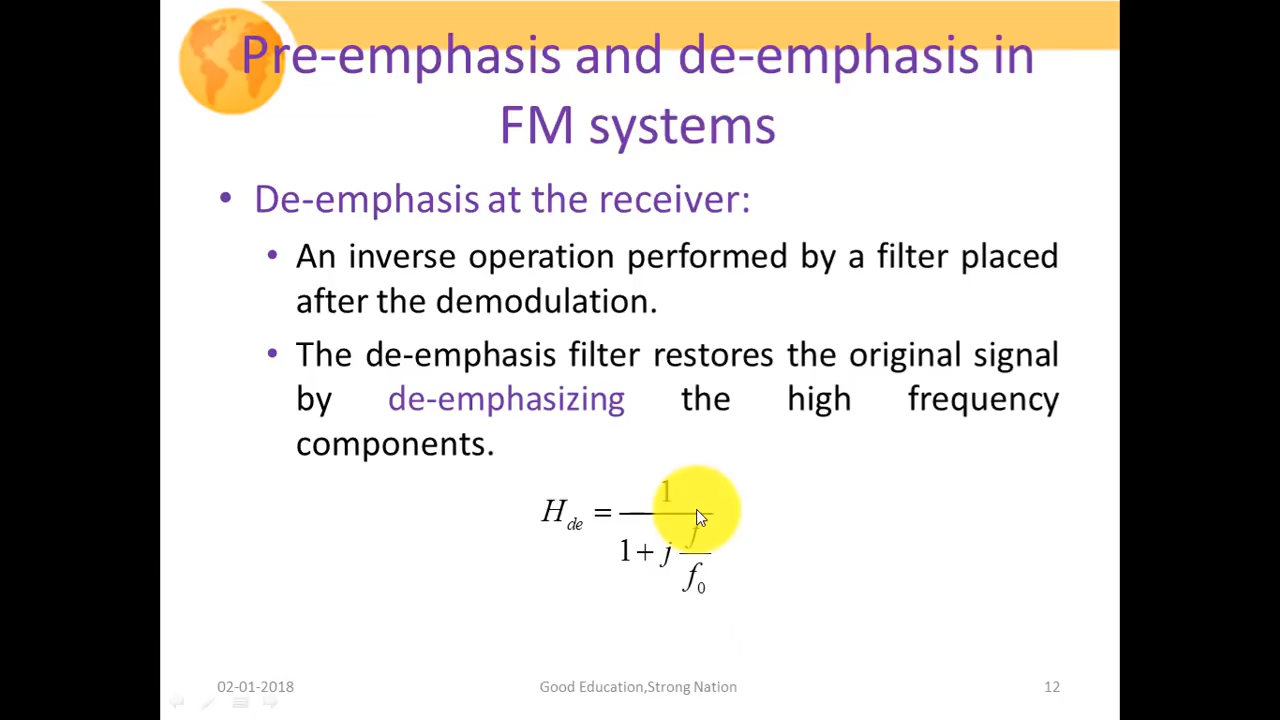 Pre-emphasis and de-emphasis in
FM systems
• De-emphasis at the receiver:
• An inverse operation performed by a filter placed
after the demodulation.
• The de-emphasis filter restores the original signal
by de-emphasizing the high frequency
components.
H_de = 1 / (1 + j f/f_0)
02-01-2018 Good Education,Strong Nation 12